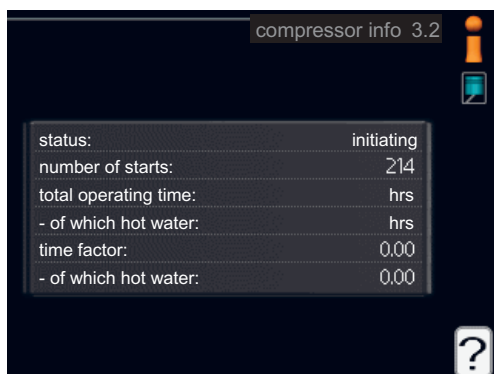 compressor info 3.2
status: initiating
number of starts: 214
total operating time: hrs
- of which hot water: hrs
time factor: 0.00
- of which hot water: 0.00
?